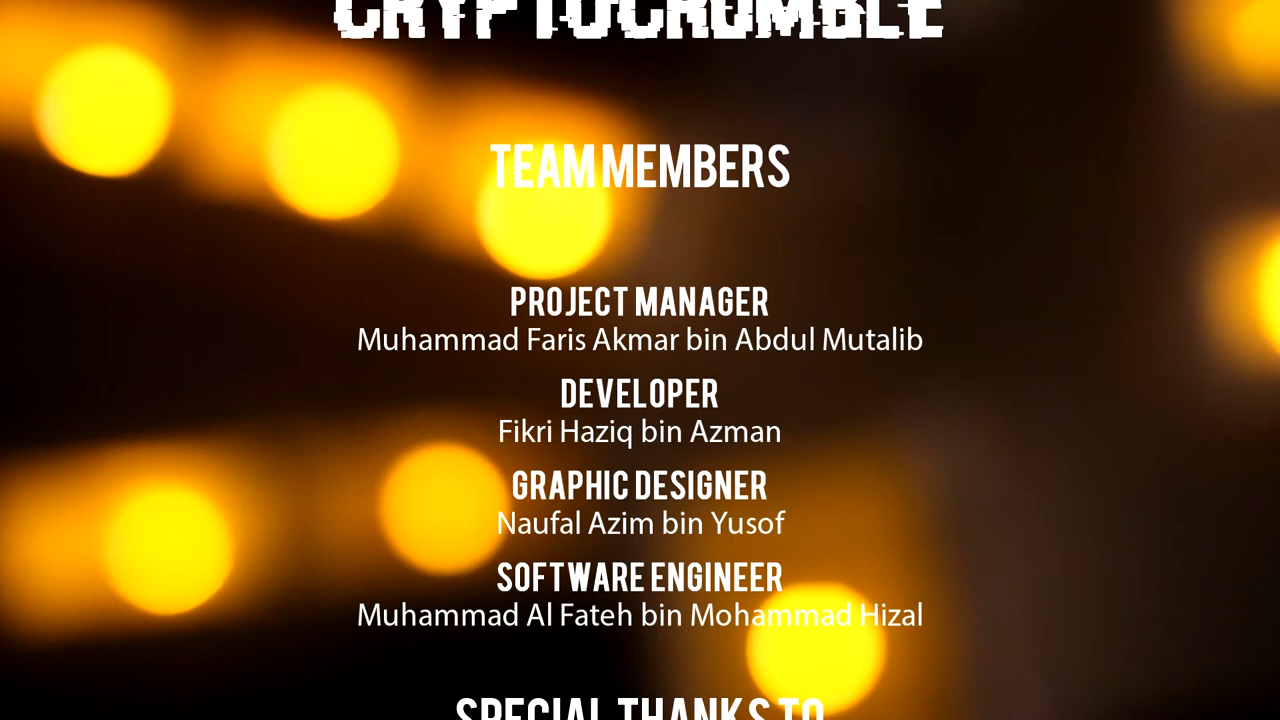 CRYPTOCRUMBLE
TEAM MEMBERS
PROJECT MANAGER
Muhammad Faris Akmar bin Abdul Mutalib
DEVELOPER
Fikri Haziq bin Azman
GRAPHIC DESIGNER
Naufal Azim bin Yusof
SOFTWARE ENGINEER
Muhammad Al Fateh bin Mohammad Hizal
SPECIAL THANKS TO